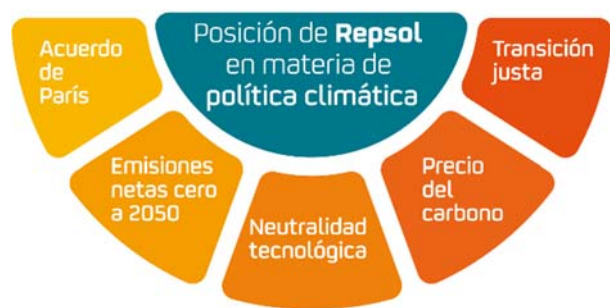 Posición de Repsol
en materia de
política climática
Acuerdo
de
París
Emisiones
netas cero
a 2050
Neutralidad
tecnológica
Precio
del
carbono
Transición
justa